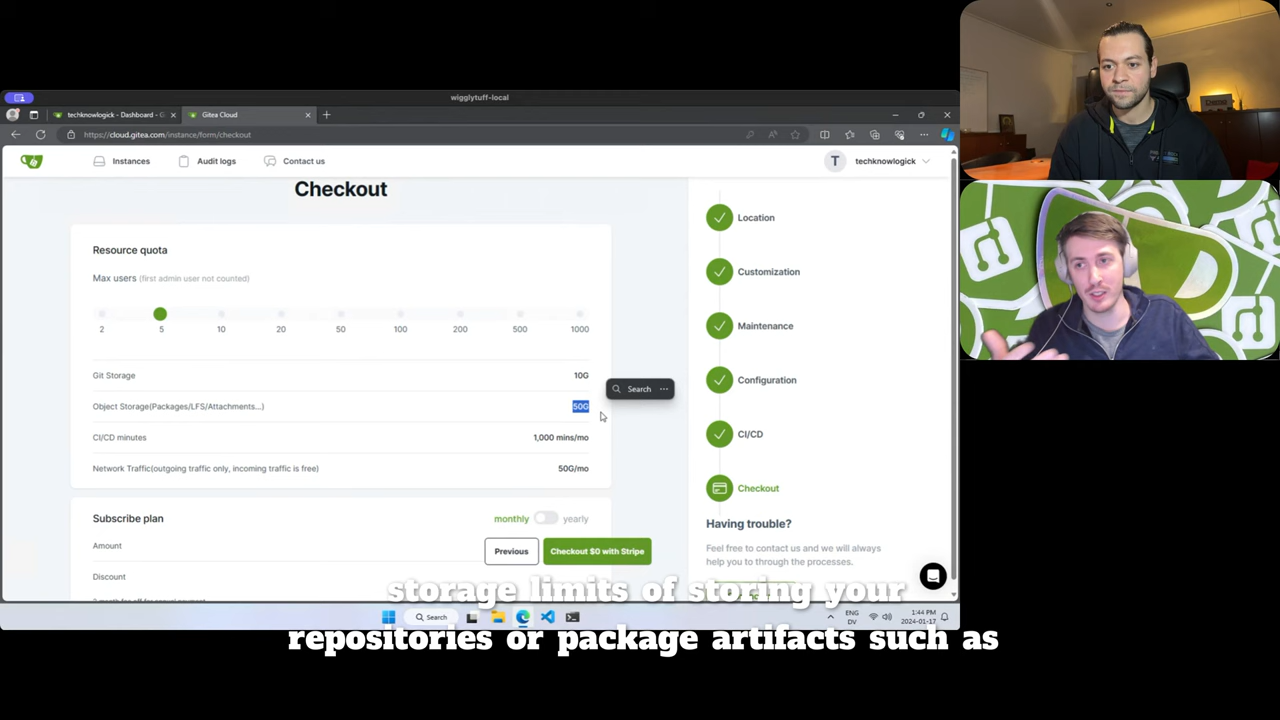 wigglytuff-local
techknowlogick - Dashboard - G
Gitea Cloud
https://cloud.gitea.com/instance/form/checkout
Instances
Audit logs
Contact us
T
techknowlogick
Checkout
Resource quota
Max users (first admin user not counted)
2 5 10 20 50 100 200 500 1000
Git Storage 10G
Object Storage(Packages/LFS/Attachments...) 50G
Search
CI/CD minutes 1,000 mins/mo
Network Traffic(outgoing traffic only, incoming traffic is free) 50G/mo
Subscribe plan monthly yearly
Amount
Previous
Checkout $0 with Stripe
Discount
Location
Customization
Maintenance
Configuration
CI/CD
Checkout
Having trouble?
Feel free to contact us and we will always
help you to through the processes.
Search
ENG
DV
1:44 PM
2024-01-17
storage limits of storing your
repositories or package artifacts such as